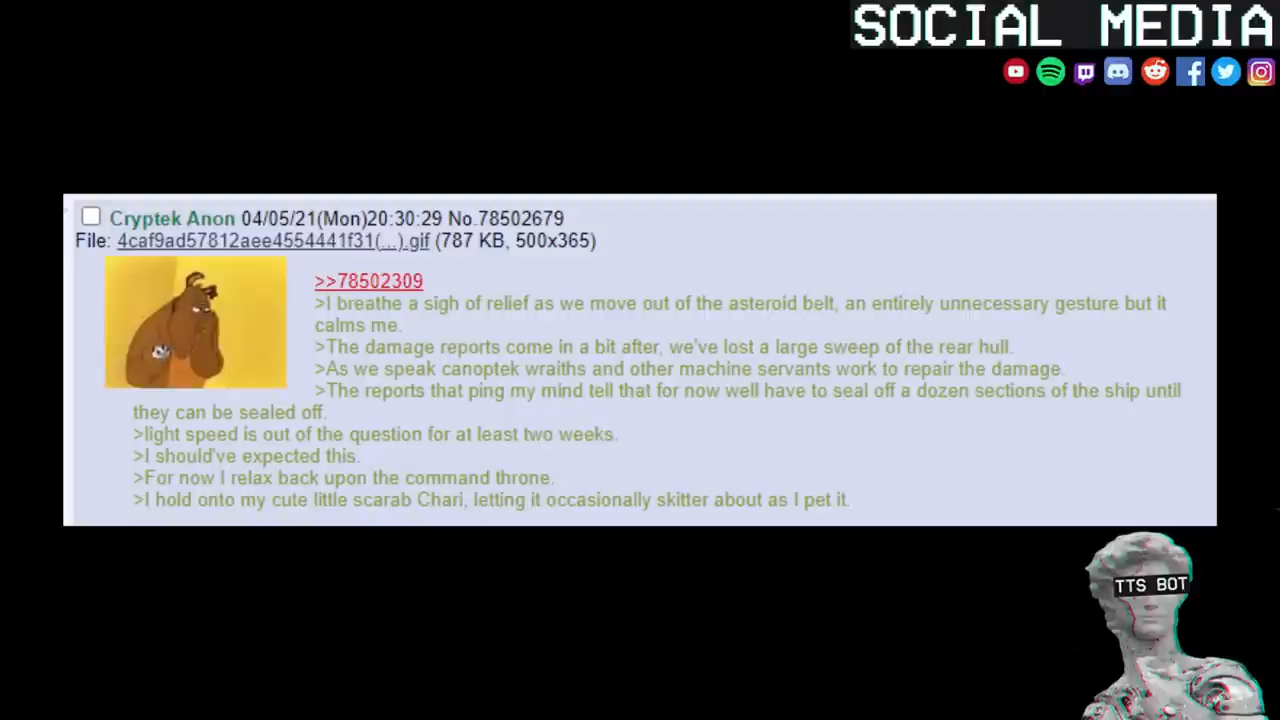 SOCIAL MEDIA
Cryptek Anon 04/05/21(Mon)20:30:29 No.78502679
File: 4caf9ad57812aee4554441f31(...).gif (787 KB, 500x365)
>>78502309
>I breathe a sigh of relief as we move out of the asteroid belt, an entirely unnecessary gesture but it
calms me.
>The damage reports come in a bit after, we've lost a large sweep of the rear hull.
>As we speak canoptek wraiths and other machine servants work to repair the damage.
>The reports that ping my mind tell that for now well have to seal off a dozen sections of the ship until
they can be sealed off.
>light speed is out of the question for at least two weeks.
>I should've expected this.
>For now I relax back upon the command throne.
>I hold onto my cute little scarab Chari, letting it occasionally skitter about as I pet it.
TTS BOT